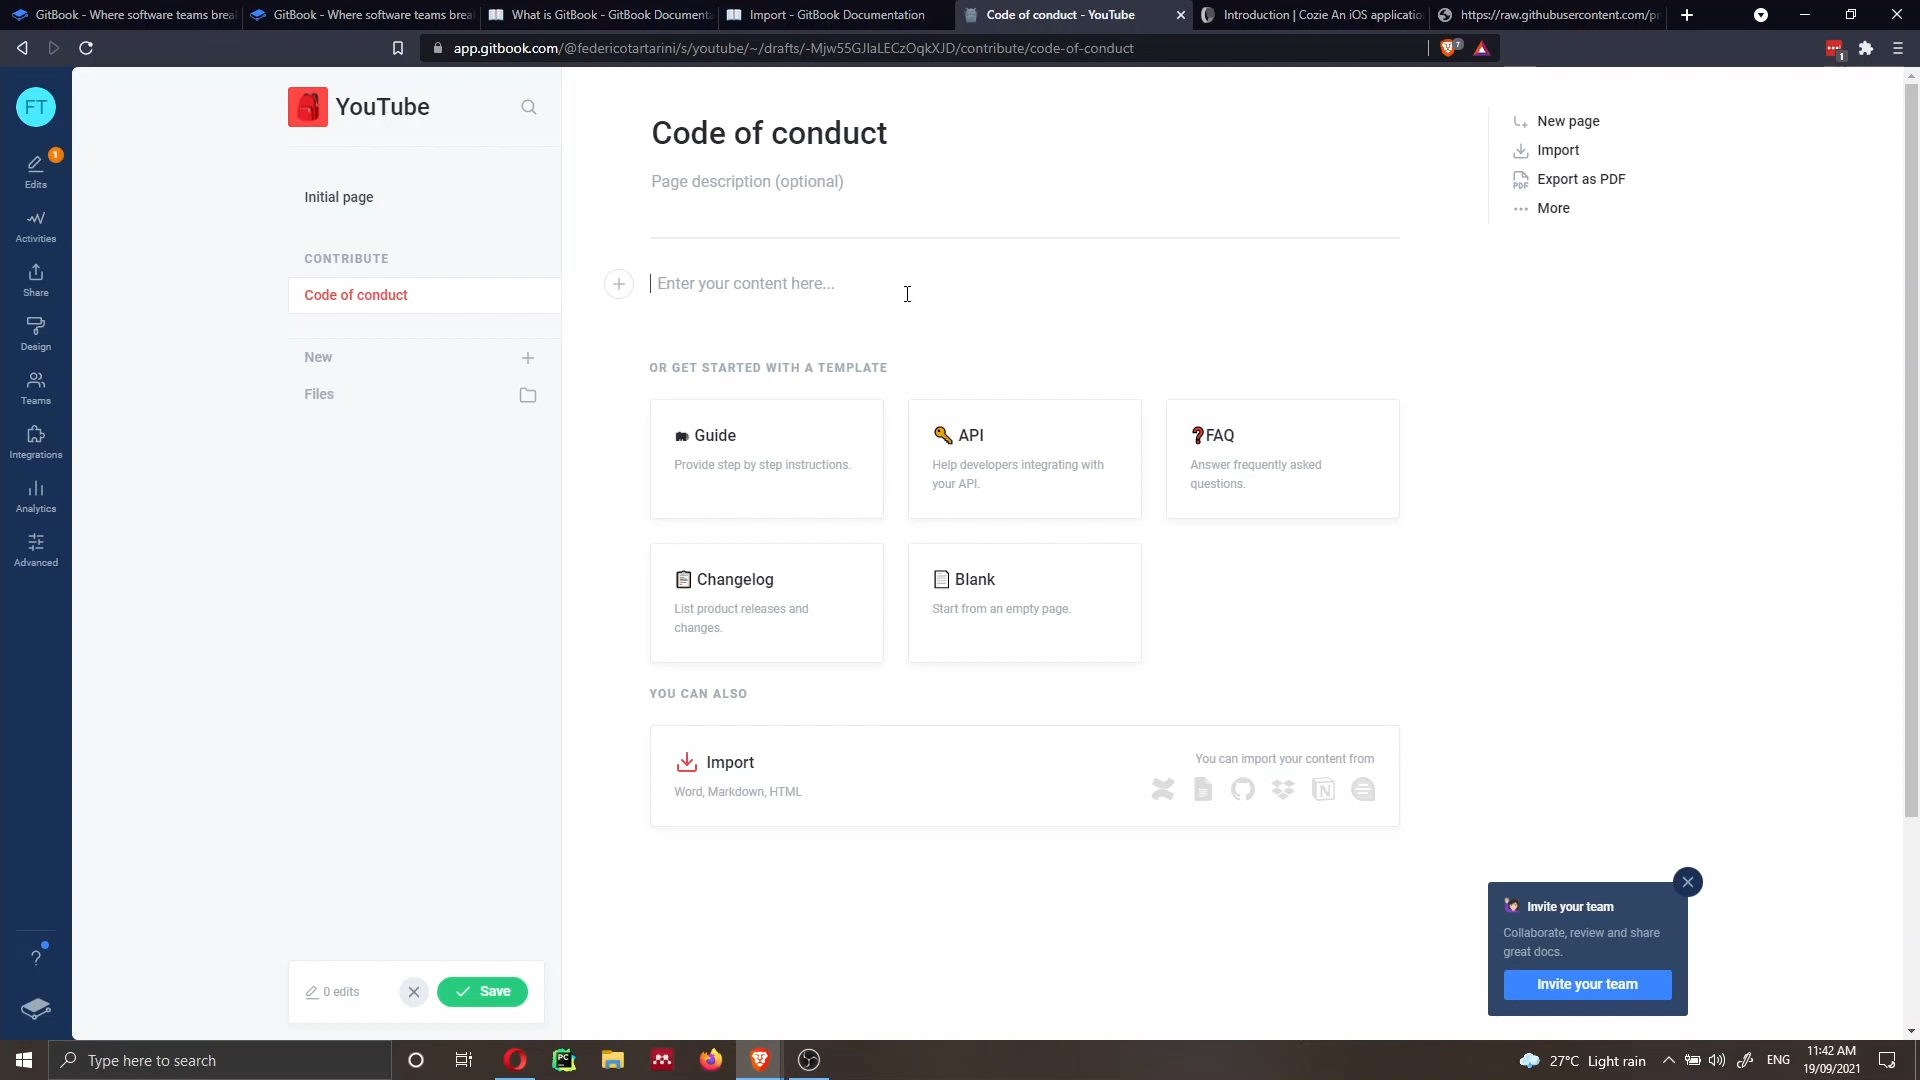 GitBook - Where software teams brea
GitBook - Where software teams brea
What is GitBook - GitBook Documenta
Import - GitBook Documentation
Code of conduct - YouTube
Introduction | Cozie An iOS applicatio
https://raw.githubusercontent.com/pr
app.gitbook.com/@federicotartarini/s/youtube/~/drafts/-Mjw55GJIaLECzOqkXJD/contribute/code-of-conduct
7
1
FT
YouTube
1
Edits
Activities
Share
Design
Teams
Integrations
Analytics
Advanced
?
Initial page
CONTRIBUTE
Code of conduct
New
Files
0 edits
Save
Code of conduct
Page description (optional)
Enter your content here...
OR GET STARTED WITH A TEMPLATE
Guide
Provide step by step instructions.
API
Help developers integrating with
your API.
FAQ
Answer frequently asked
questions.
Changelog
List product releases and
changes.
Blank
Start from an empty page.
YOU CAN ALSO
Import
Word, Markdown, HTML
You can import your content from
New page
Import
PDF
Export as PDF
More
Invite your team
Collaborate, review and share
great docs.
Invite your team
Type here to search
PC
27°C Light rain
ENG
11:42 AM
19/09/2021